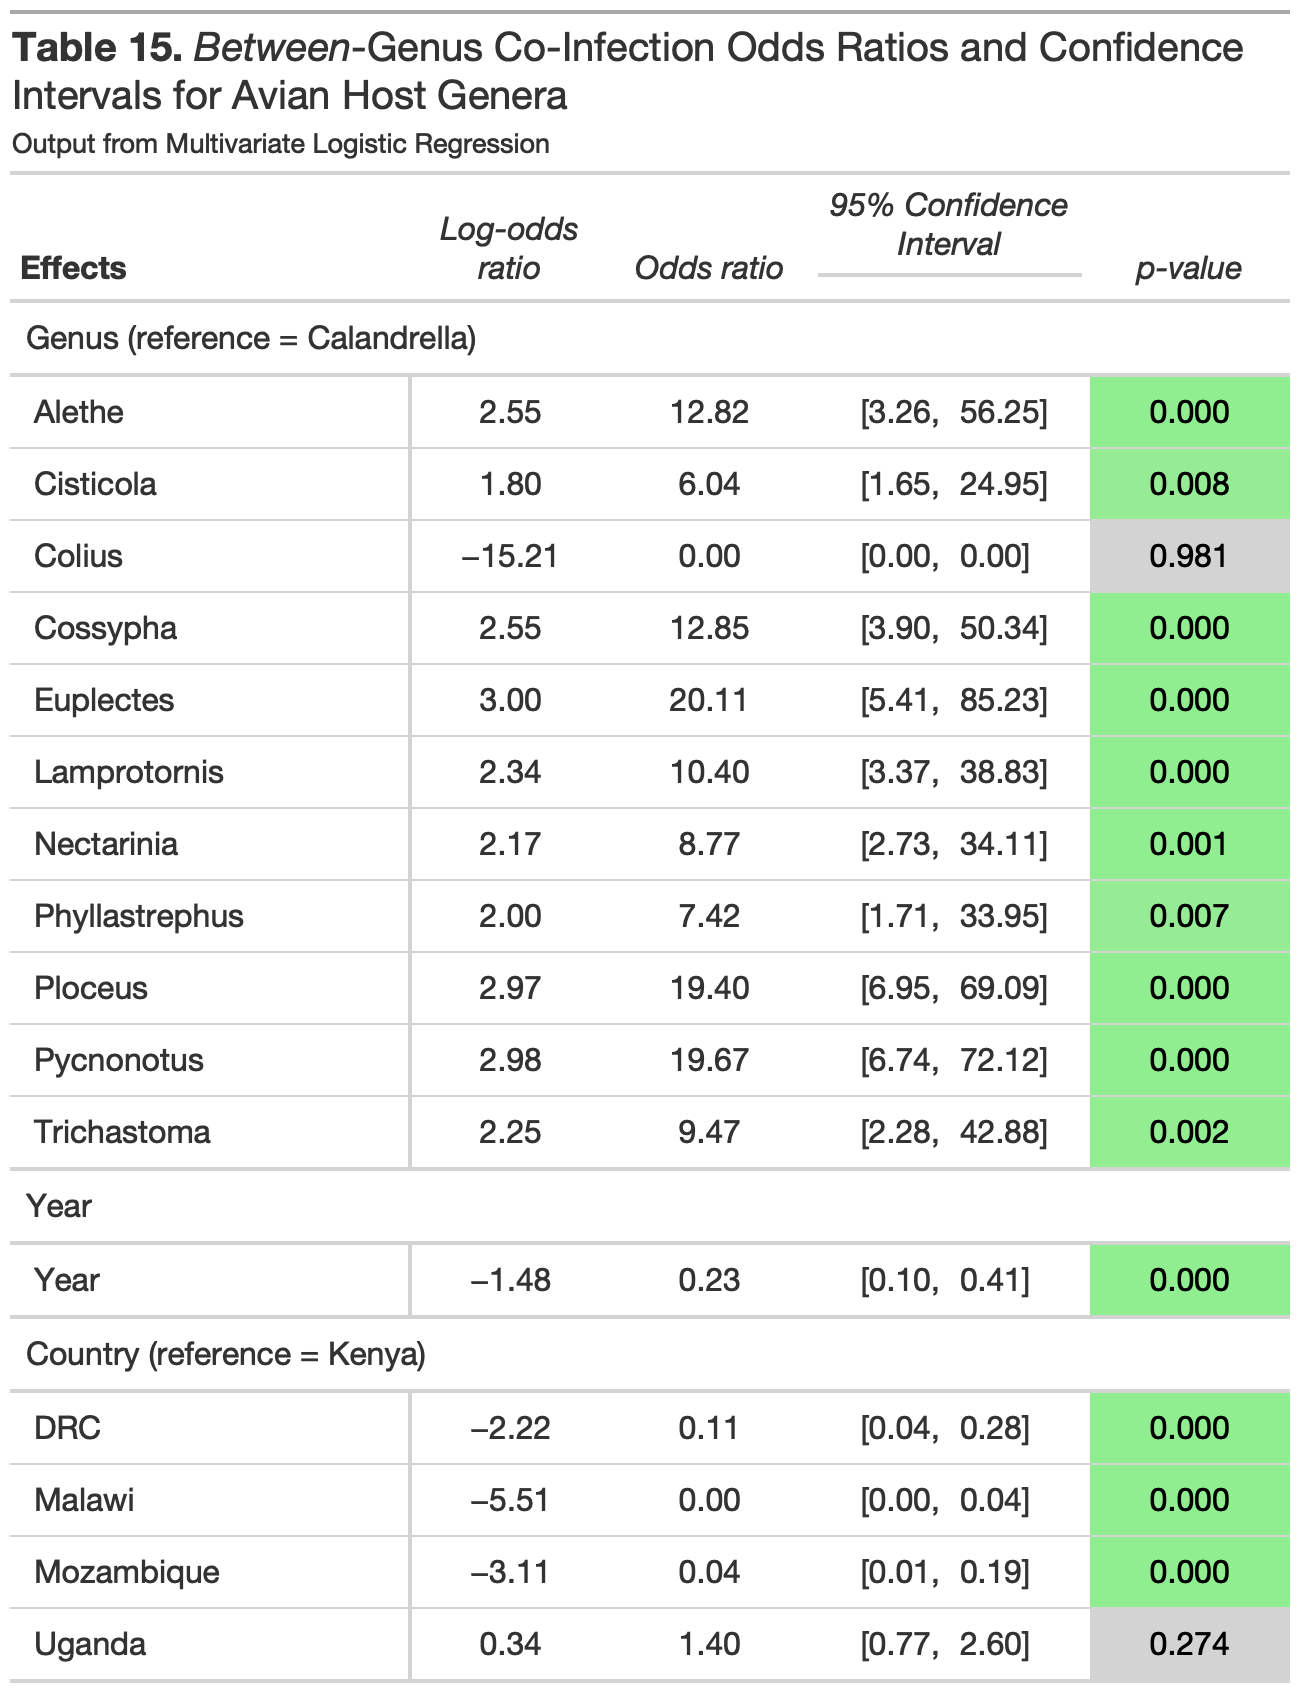 Table 15. Between-Genus Co-Infection Odds Ratios and Confidence
Intervals for Avian Host Genera
Output from Multivariate Logistic Regression
Effects Log-odds ratio Odds ratio 95% Confidence Interval p-value
Genus (reference = Calandrella)
Alethe 2.55 12.82 [3.26, 56.25] 0.000
Cisticola 1.80 6.04 [1.65, 24.95] 0.008
Colius −15.21 0.00 [0.00, 0.00] 0.981
Cossypha 2.55 12.85 [3.90, 50.34] 0.000
Euplectes 3.00 20.11 [5.41, 85.23] 0.000
Lamprotornis 2.34 10.40 [3.37, 38.83] 0.000
Nectarinia 2.17 8.77 [2.73, 34.11] 0.001
Phyllastrephus 2.00 7.42 [1.71, 33.95] 0.007
Ploceus 2.97 19.40 [6.95, 69.09] 0.000
Pycnonotus 2.98 19.67 [6.74, 72.12] 0.000
Trichastoma 2.25 9.47 [2.28, 42.88] 0.002
Year
Year −1.48 0.23 [0.10, 0.41] 0.000
Country (reference = Kenya)
DRC −2.22 0.11 [0.04, 0.28] 0.000
Malawi −5.51 0.00 [0.00, 0.04] 0.000
Mozambique −3.11 0.04 [0.01, 0.19] 0.000
Uganda 0.34 1.40 [0.77, 2.60] 0.274